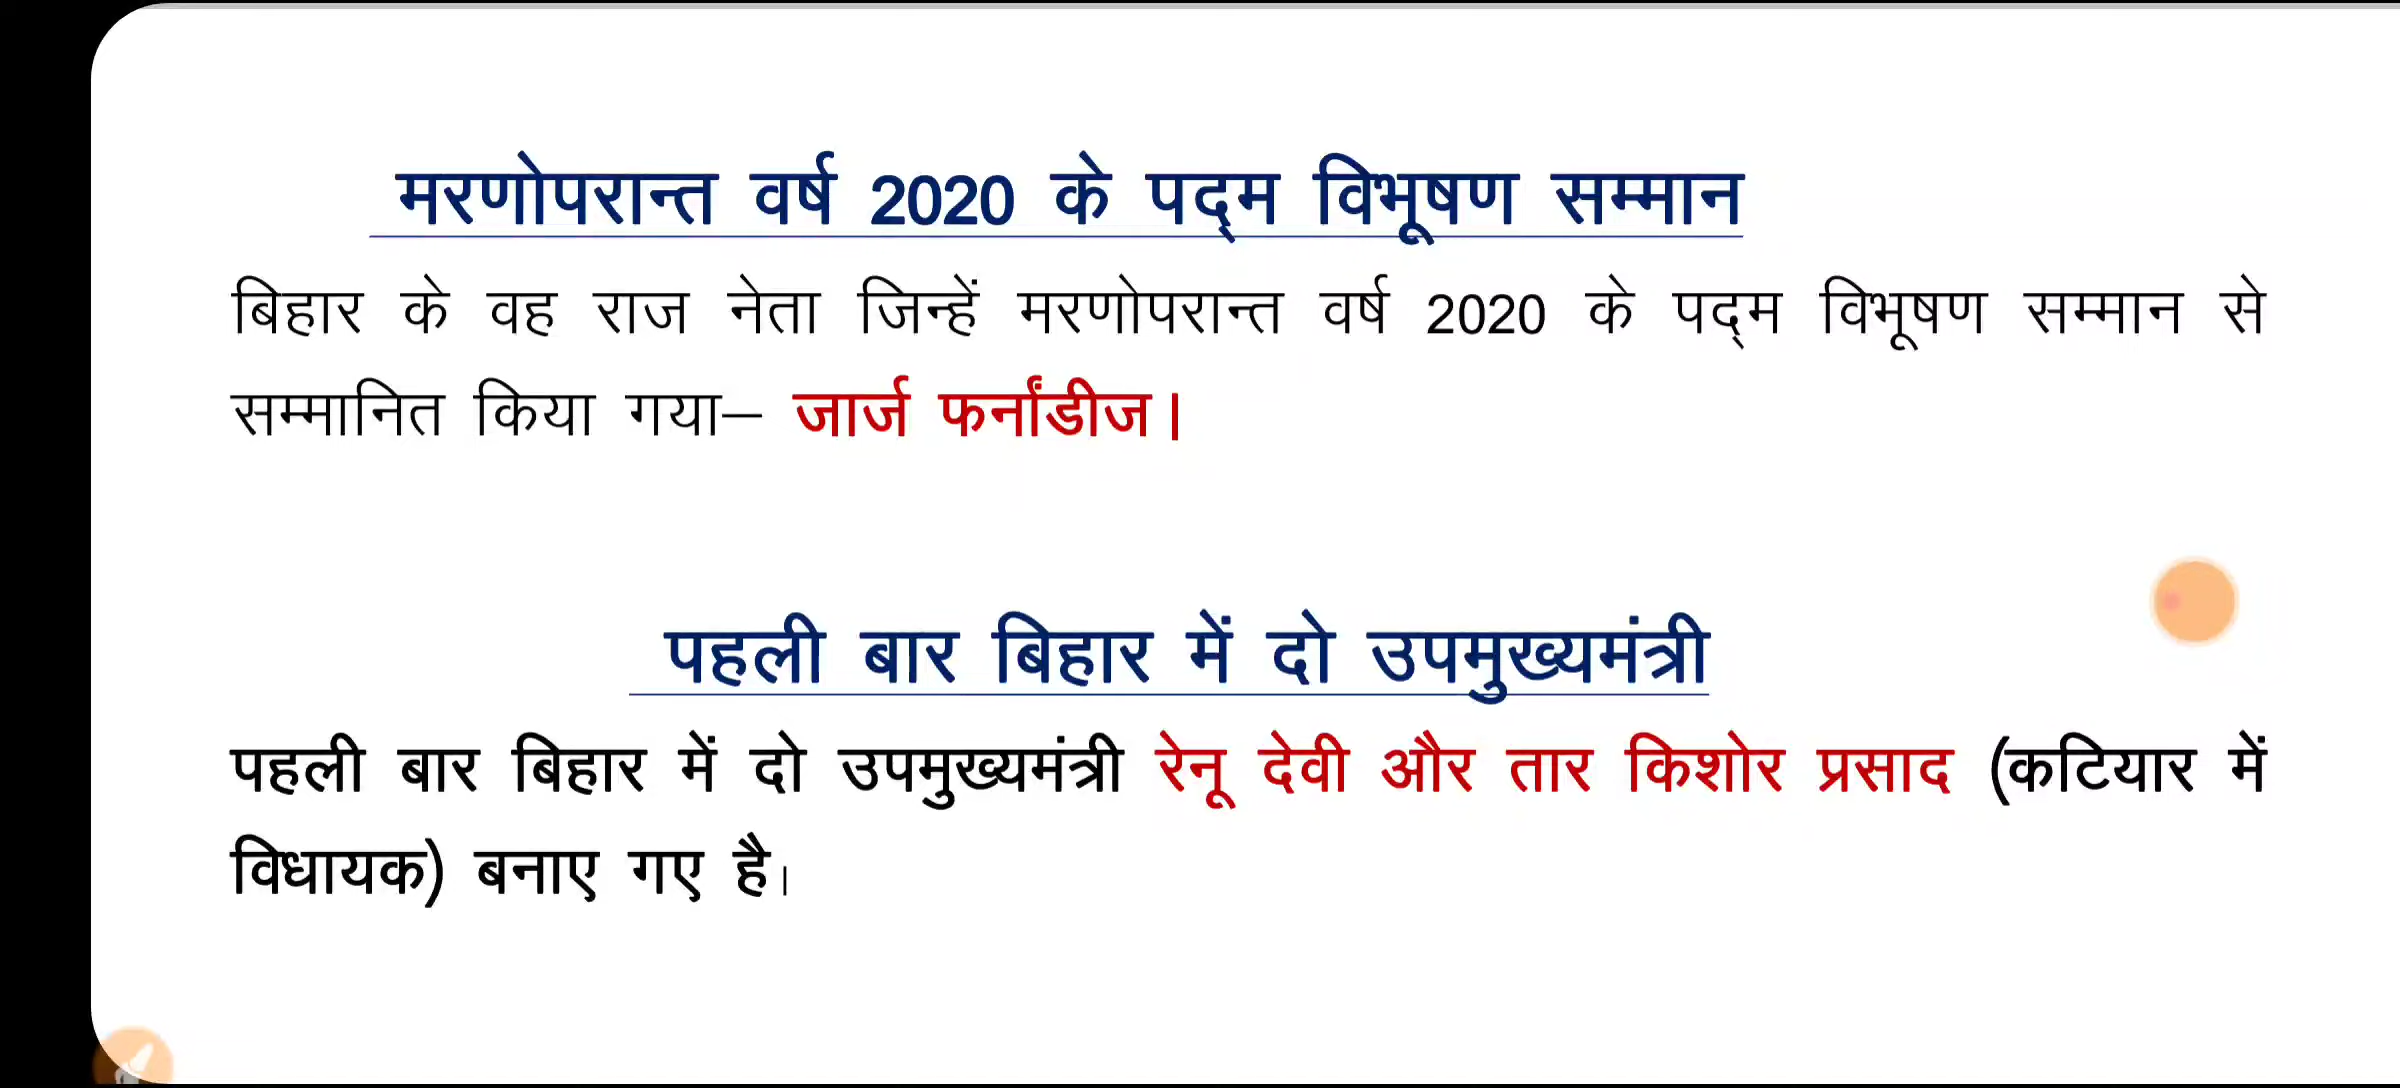 मरणोपरान्त वर्ष 2020 के पद्म विभूषण सम्मान
बिहार के वह राज नेता जिन्हें मरणोपरान्त वर्ष 2020 के पद्म विभूषण सम्मान से
सम्मानित किया गया– जार्ज फर्नांडीज।
पहली बार बिहार में दो उपमुख्यमंत्री
पहली बार बिहार में दो उपमुख्यमंत्री रेनू देवी और तार किशोर प्रसाद (कटियार में
विधायक) बनाए गए है।